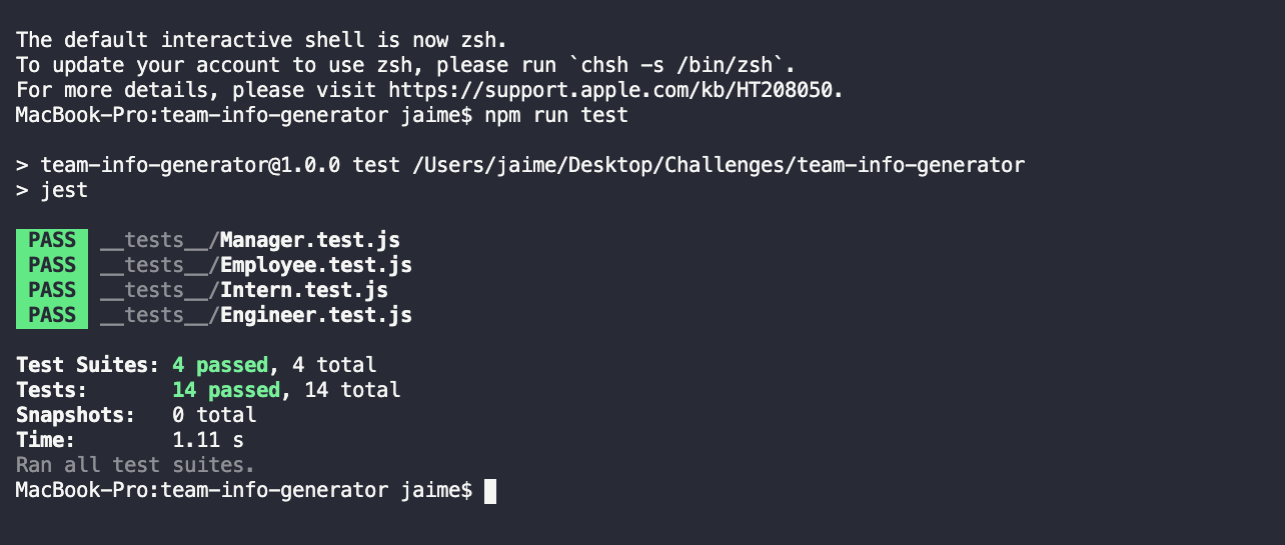 The default interactive shell is now zsh.
To update your account to use zsh, please run `chsh -s /bin/zsh`.
For more details, please visit https://support.apple.com/kb/HT208050.
MacBook-Pro:team-info-generator jaime$ npm run test
> team-info-generator@1.0.0 test /Users/jaime/Desktop/Challenges/team-info-generator
> jest
PASS __tests__/Manager.test.js
PASS __tests__/Employee.test.js
PASS __tests__/Intern.test.js
PASS __tests__/Engineer.test.js
Test Suites: 4 passed, 4 total
Tests: 14 passed, 14 total
Snapshots: 0 total
Time: 1.11 s
Ran all test suites.
MacBook-Pro:team-info-generator jaime$